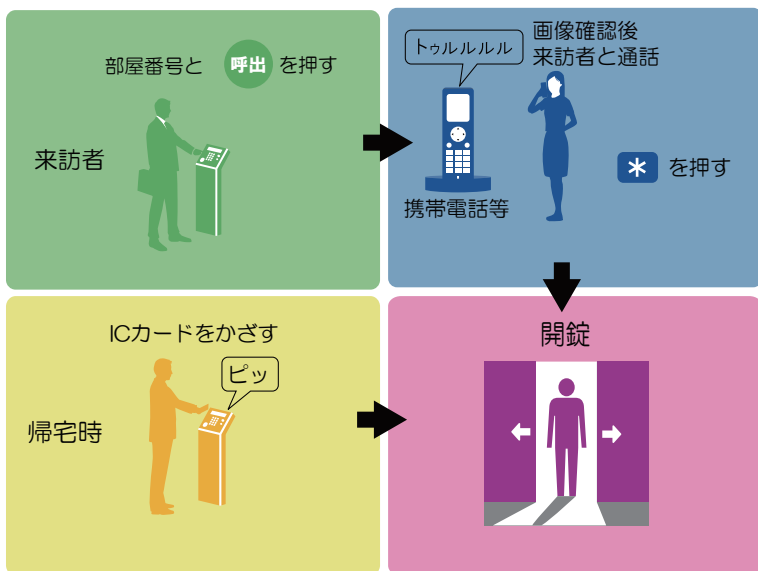 部屋番号と 呼出 を押す
来訪者
トゥルルルル
画像確認後
来訪者と通話
＊ を押す
携帯電話等
ICカードをかざす
ピッ
帰宅時
開錠